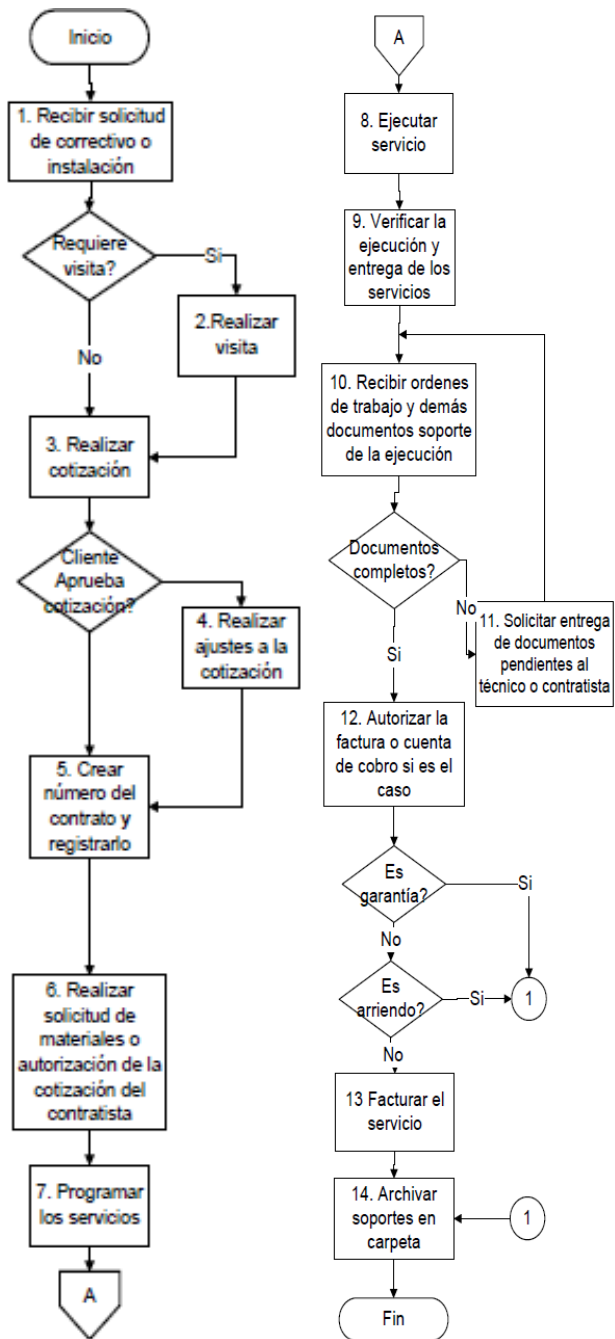 Inicio
1. Recibir solicitud
de correctivo o
instalación
Requiere
visita?
Si
2.Realizar
visita
No
3. Realizar
cotización
Cliente
Aprueba
cotización?
4. Realizar
ajustes a la
cotización
5. Crear
número del
contrato y
registrarlo
6. Realizar
solicitud de
materiales o
autorización de la
cotización del
contratista
7. Programar
los servicios
A
A
8. Ejecutar
servicio
9. Verificar la
ejecución y
entrega de los
servicios
10. Recibir ordenes
de trabajo y demás
documentos soporte
de la ejecución
Documentos
completos?
No
11. Solicitar entrega
de documentos
pendientes al
técnico o contratista
Si
12. Autorizar la
factura o cuenta
de cobro si es el
caso
Es
garantía?
Si
No
Es
arriendo?
Si
1
No
13 Facturar el
servicio
14. Archivar
soportes en
carpeta
1
Fin